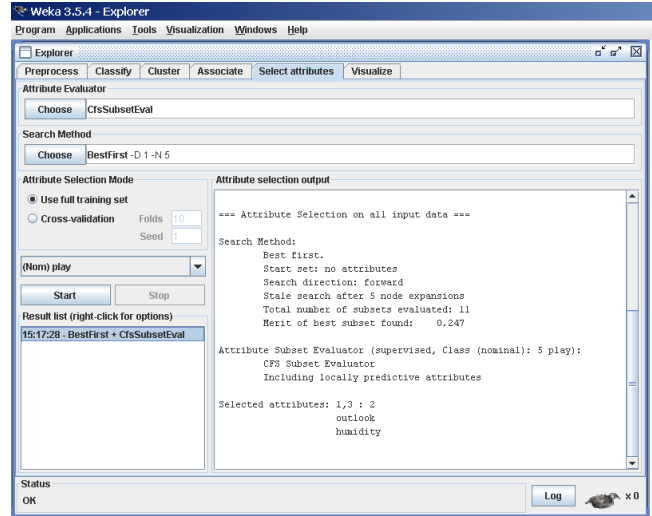 Weka 3.5.4 - Explorer
Program Applications Tools Visualization Windows Help
Explorer
Preprocess Classify Cluster Associate Select attributes Visualize
Attribute Evaluator
Choose CfsSubsetEval
Search Method
Choose BestFirst -D 1 -N 5
Attribute Selection Mode
Use full training set
Cross-validation Folds 10
Seed 1
(Nom) play
Start Stop
Result list (right-click for options)
15:17:28 - BestFirst + CfsSubsetEval
Attribute selection output
=== Attribute Selection on all input data ===
Search Method:
Best first.
Start set: no attributes
Search direction: forward
Stale search after 5 node expansions
Total number of subsets evaluated: 11
Merit of best subset found: 0.247
Attribute Subset Evaluator (supervised, Class (nominal): 5 play):
CFS Subset Evaluator
Including locally predictive attributes
Selected attributes: 1,3 : 2
outlook
humidity
Status
OK
Log x 0